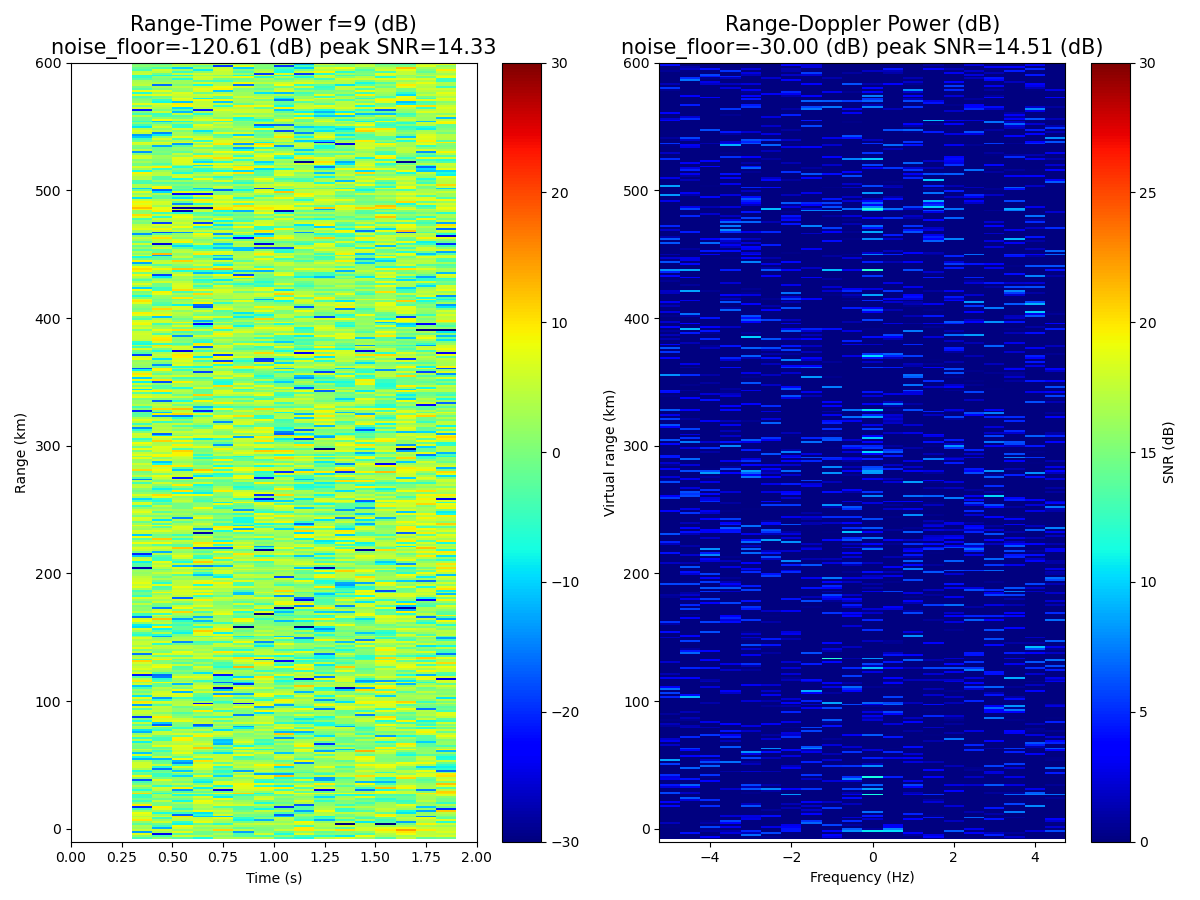 Range-Time Power f=9 (dB)
noise_floor=-120.61 (dB) peak SNR=14.33
Range-Doppler Power (dB)
noise_floor=-30.00 (dB) peak SNR=14.51 (dB)
600
500
400
300
200
100
0
Range (km)
0.00 0.25 0.50 0.75 1.00 1.25 1.50 1.75 2.00
Time (s)
30
20
10
0
−10
−20
−30
600
500
400
300
200
100
0
Virtual range (km)
−4 −2 0 2 4
Frequency (Hz)
30
25
20
15
10
5
0
SNR (dB)